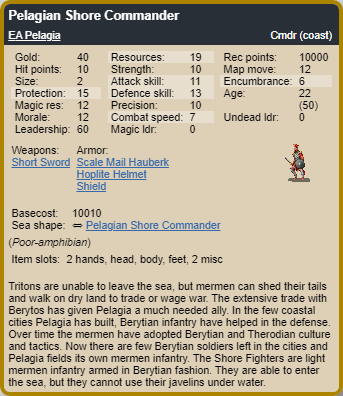 Pelagian Shore Commander
EA Pelagia Cmdr (coast)
Gold: 40 Resources: 19 Rec points: 10000
Hit points: 10 Strength: 10 Map move: 12
Size: 2 Attack skill: 11 Encumbrance: 6
Protection: 15 Defence skill: 13 Age: 22
Magic res: 12 Precision: 10 (50)
Morale: 12 Combat speed: 7 Undead ldr: 0
Leadership: 60 Magic ldr: 0
Weapons: Armor:
Short Sword Scale Mail Hauberk
Hoplite Helmet
Shield
Basecost: 10010
Sea shape: ⇔ Pelagian Shore Commander
(Poor-amphibian)
Item slots: 2 hands, head, body, feet, 2 misc
Tritons are unable to leave the sea, but mermen can shed their tails
and walk on dry land to trade or wage war. The extensive trade with
Berytos has given Pelagia a much needed ally. In the few coastal
cities Pelagia has built, Berytian infantry have helped in the defense.
Over time the mermen have adopted Berytian and Therodian culture
and tactics. Now there are few Berytian soldiers left in the cities and
Pelagia fields its own mermen infantry. The Shore Fighters are light
mermen infantry armed in Berytian fashion. They are able to enter
the sea, but they cannot use their javelins under water.